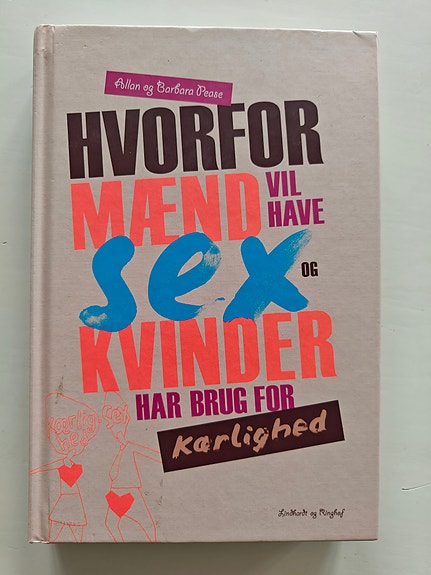 Allan og Barbara Pease
HVORFOR
MÆND VIL HAVE
sex OG
KVINDER
HAR BRUG FOR
Kærlighed
Lindhardt og Ringhof